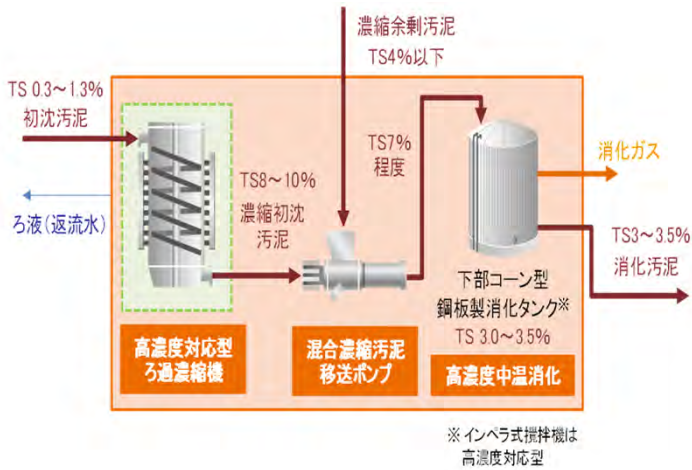 濃縮余剰汚泥
TS4%以下
TS 0.3～1.3%
初沈汚泥
ろ液(返流水)
TS8～10%
濃縮初沈
汚泥
TS7%
程度
消化ガス
TS3～3.5%
消化汚泥
下部コーン型
鋼板製消化タンク※
TS 3.0～3.5%
高濃度対応型
ろ過濃縮機
混合濃縮汚泥
移送ポンプ
高濃度中温消化
※インペラ式撹拌機は
高濃度対応型